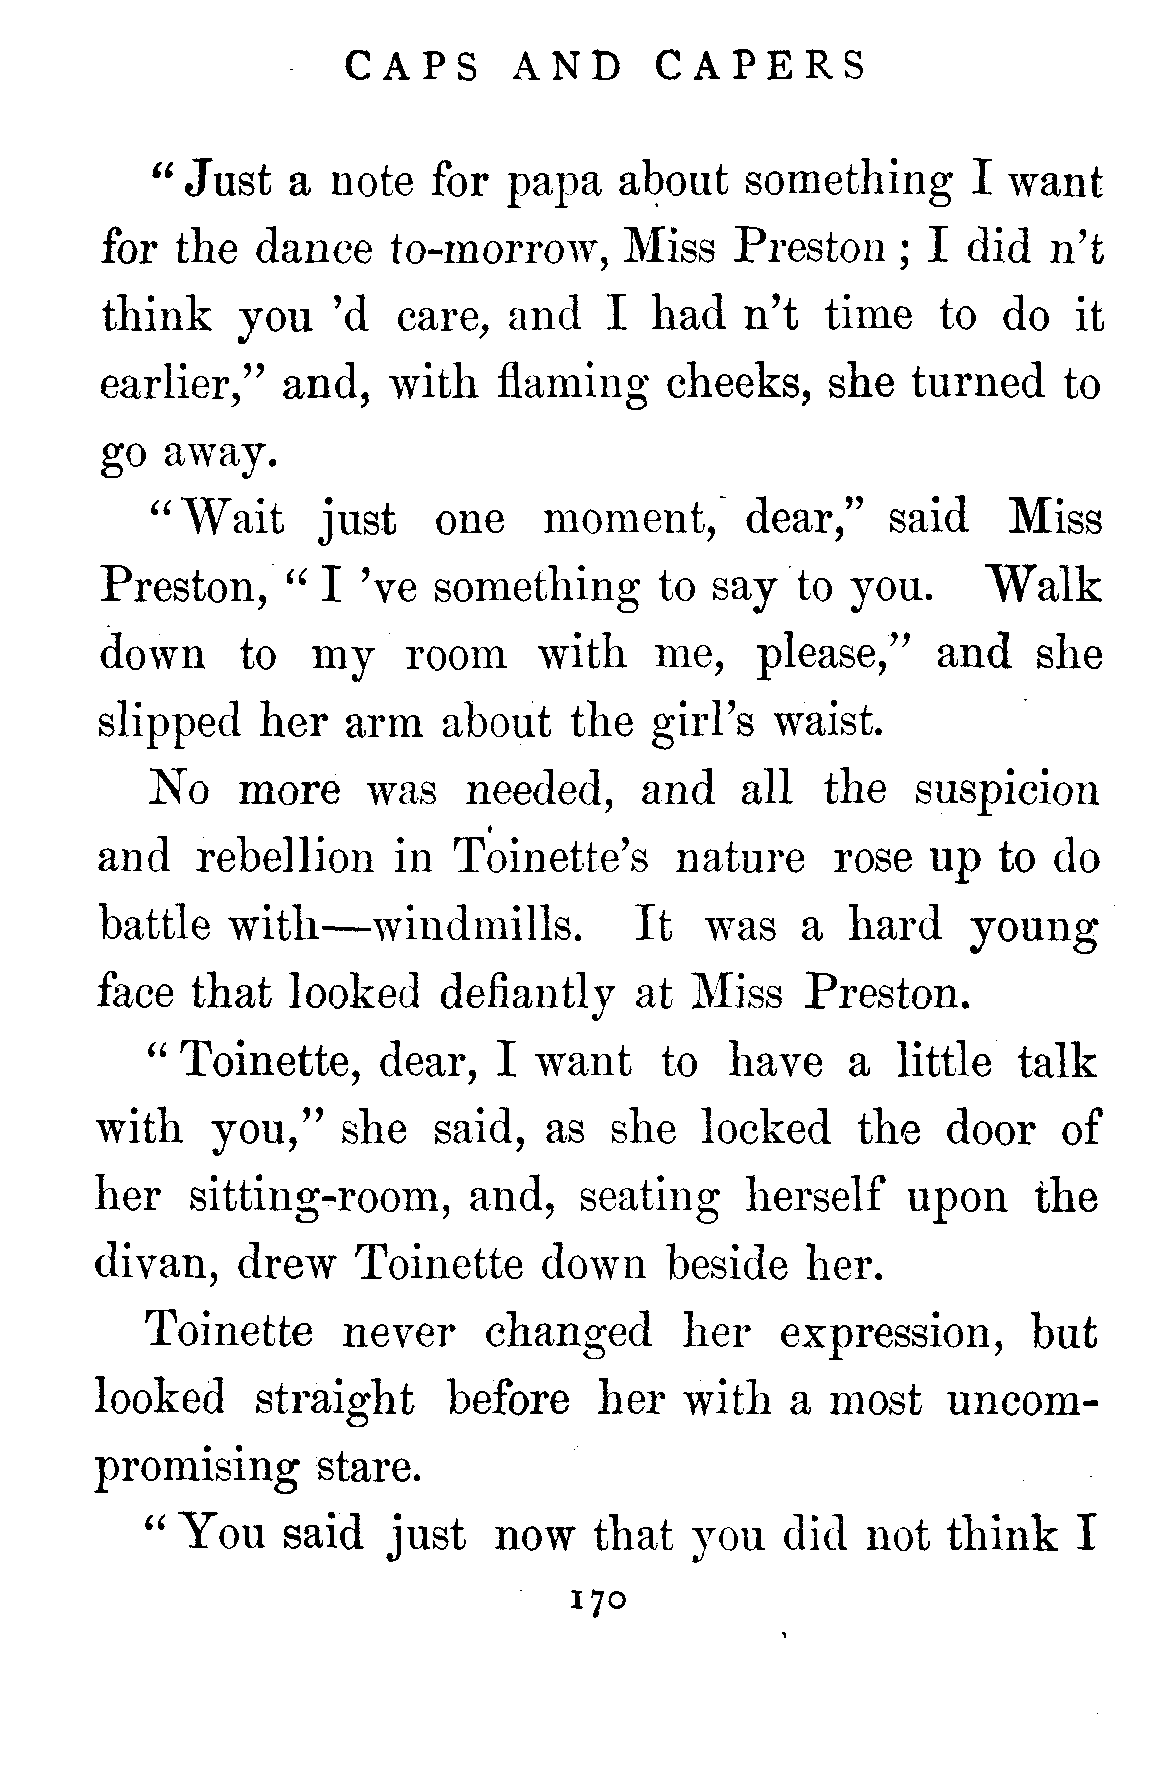 CAPS AND CAPERS
“Just a note for papa about something I want
for the dance to-morrow, Miss Preston; I did n’t
think you ’d care, and I had n’t time to do it
earlier,” and, with flaming cheeks, she turned to
go away.
“Wait just one moment, dear,” said Miss
Preston, “I ’ve something to say to you. Walk
down to my room with me, please,” and she
slipped her arm about the girl’s waist.
No more was needed, and all the suspicion
and rebellion in Toinette’s nature rose up to do
battle with—windmills. It was a hard young
face that looked defiantly at Miss Preston.
“Toinette, dear, I want to have a little talk
with you,” she said, as she locked the door of
her sitting-room, and, seating herself upon the
divan, drew Toinette down beside her.
Toinette never changed her expression, but
looked straight before her with a most uncom-
promising stare.
“You said just now that you did not think I
170